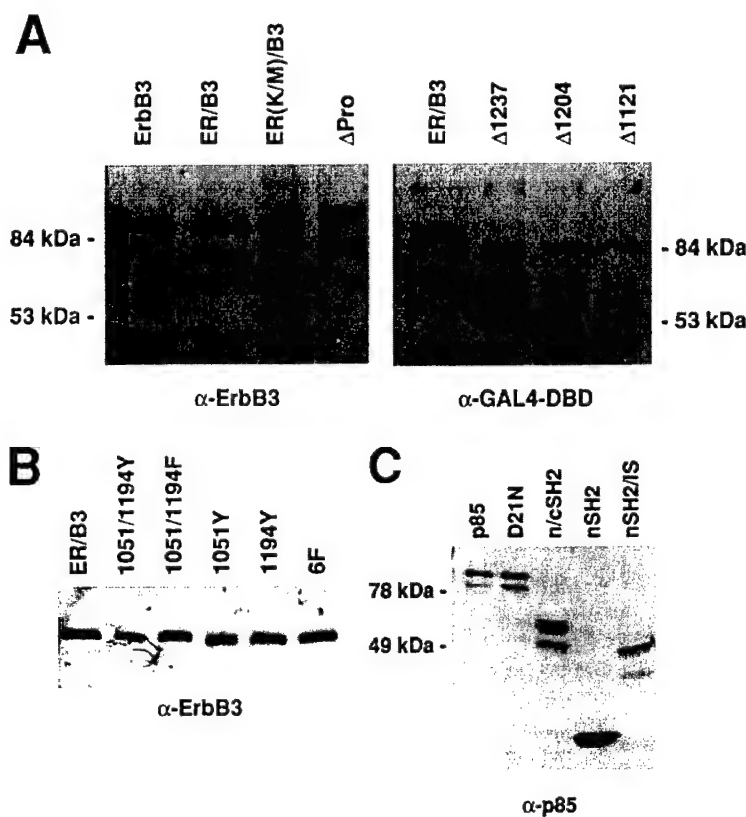 A
ErbB3
ER/B3
ER(K/M)/B3
ΔPro
ER/B3
Δ1237
Δ1204
Δ1121
84 kDa -
53 kDa -
- 84 kDa
- 53 kDa
α-ErbB3
α-GAL4-DBD
B
ER/B3
1051/1194Y
1051/1194F
1051Y
1194Y
6F
α-ErbB3
C
p85
D21N
n/cSH2
nSH2
nSH2/IS
78 kDa -
49 kDa -
α-p85